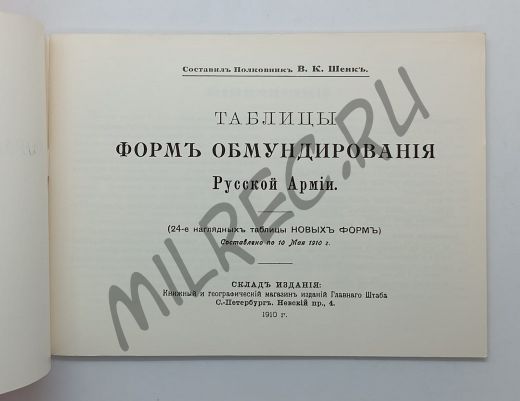 Составилъ Полковникъ В. К. Шенкъ.
ТАБЛИЦЫ
ФОРМЪ ОБМУНДИРОВАНІЯ
Русской Арміи.
(24-е наглядныхъ таблицы НОВЫХЪ ФОРМЪ)
Составлено по 10 Мая 1910 г.
СКЛАДЪ ИЗДАНІЯ:
Книжный и географическій магазинъ изданій Главнаго Штаба
С.-Петербургъ. Невскій пр., 4.
1910 г.
MILREC.RU